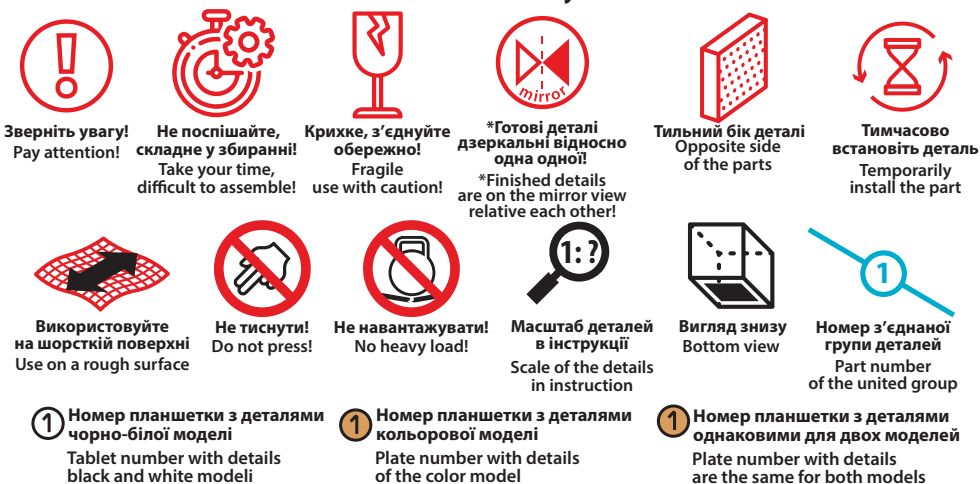 mirror
Зверніть увагу!
Pay attention!
Не поспішайте,
складне у збиранні!
Take your time,
difficult to assemble!
Крихке, з’єднуйте
обережно!
Fragile
use with caution!
*Готові деталі
дзеркальні відносно
одна одної!
*Finished details
are on the mirror view
relative each other!
Тильний бік деталі
Opposite side
of the parts
Тимчасово
встановіть деталь
Temporarily
install the part
Використовуйте
на шорсткій поверхні
Use on a rough surface
Не тиснути!
Do not press!
Не навантажувати!
No heavy load!
1:?
Масштаб деталей
в інструкції
Scale of the details
in instruction
Вигляд знизу
Bottom view
1
Номер з’єднаної
групи деталей
Part number
of the united group
1
Номер планшетки з деталями
чорно-білої моделі
Tablet number with details
black and white modeli
1
Номер планшетки з деталями
кольорової моделі
Plate number with details
of the color model
1
Номер планшетки з деталями
однаковими для двох моделей
Plate number with details
are the same for both models